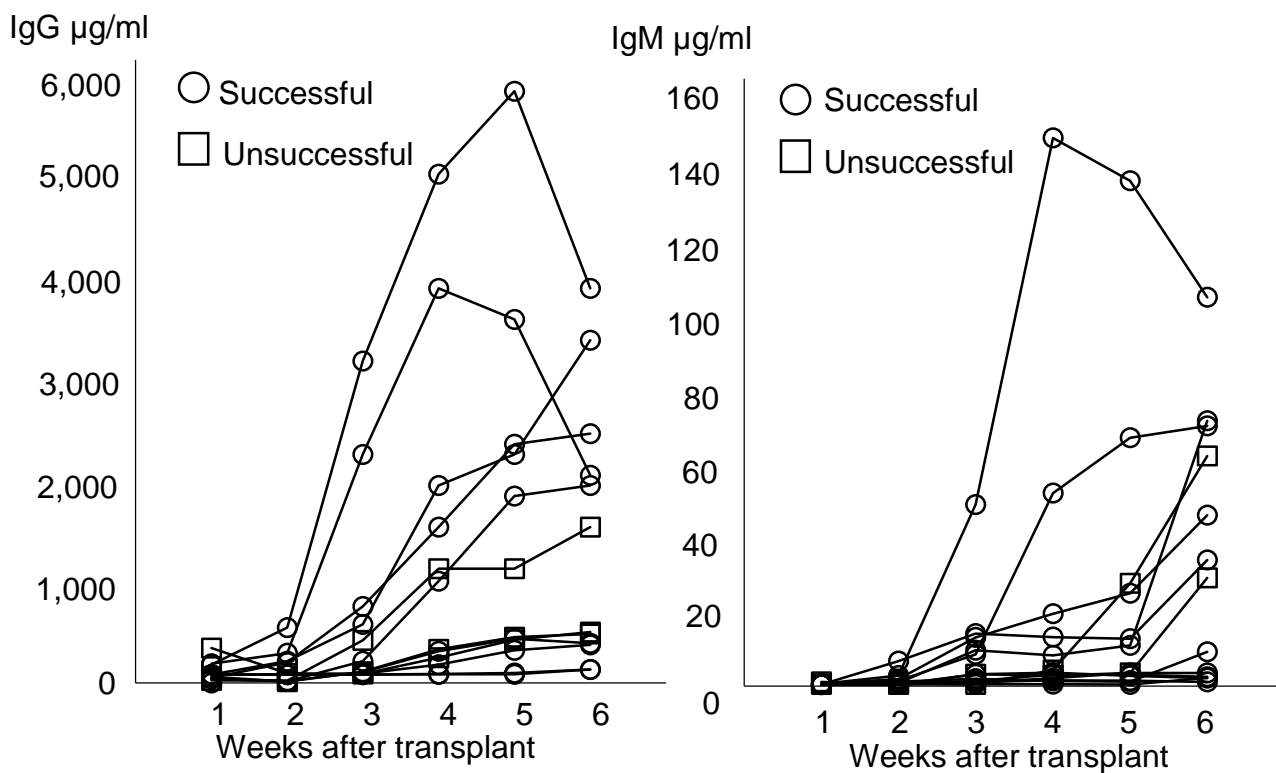 IgG µg/ml
6,000
5,000
4,000
3,000
2,000
1,000
0
Successful
Unsuccessful
1 2 3 4 5 6
Weeks after transplant
IgM µg/ml
160
140
120
100
80
60
40
20
0
Successful
Unsuccessful
1 2 3 4 5 6
Weeks after transplant